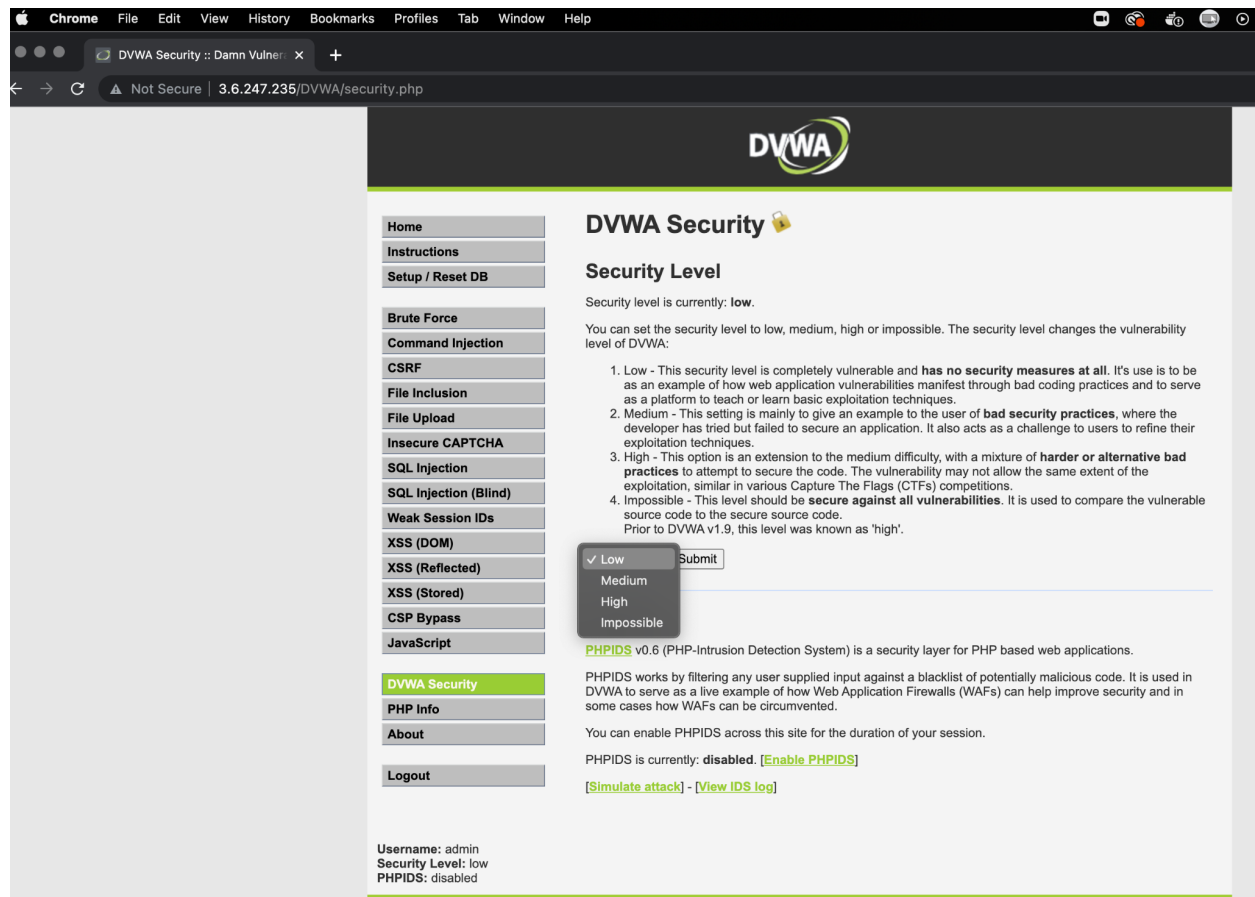 Chrome File Edit View History Bookmarks Profiles Tab Window Help
DVWA Security :: Damn Vulner
Not Secure | 3.6.247.235/DVWA/security.php
DVWA
Home
Instructions
Setup / Reset DB
Brute Force
Command Injection
CSRF
File Inclusion
File Upload
Insecure CAPTCHA
SQL Injection
SQL Injection (Blind)
Weak Session IDs
XSS (DOM)
XSS (Reflected)
XSS (Stored)
CSP Bypass
JavaScript
DVWA Security
PHP Info
About
Logout
Username: admin
Security Level: low
PHPIDS: disabled
DVWA Security
Security Level
Security level is currently: low.
You can set the security level to low, medium, high or impossible. The security level changes the vulnerability
level of DVWA:
1. Low - This security level is completely vulnerable and has no security measures at all. It's use is to be
as an example of how web application vulnerabilities manifest through bad coding practices and to serve
as a platform to teach or learn basic exploitation techniques.
2. Medium - This setting is mainly to give an example to the user of bad security practices, where the
developer has tried but failed to secure an application. It also acts as a challenge to users to refine their
exploitation techniques.
3. High - This option is an extension to the medium difficulty, with a mixture of harder or alternative bad
practices to attempt to secure the code. The vulnerability may not allow the same extent of the
exploitation, similar in various Capture The Flags (CTFs) competitions.
4. Impossible - This level should be secure against all vulnerabilities. It is used to compare the vulnerable
source code to the secure source code.
Prior to DVWA v1.9, this level was known as 'high'.
✓ Low
Submit
Medium
High
Impossible
PHPIDS v0.6 (PHP-Intrusion Detection System) is a security layer for PHP based web applications.
PHPIDS works by filtering any user supplied input against a blacklist of potentially malicious code. It is used in
DVWA to serve as a live example of how Web Application Firewalls (WAFs) can help improve security and in
some cases how WAFs can be circumvented.
You can enable PHPIDS across this site for the duration of your session.
PHPIDS is currently: disabled. [Enable PHPIDS]
[Simulate attack] - [View IDS log]